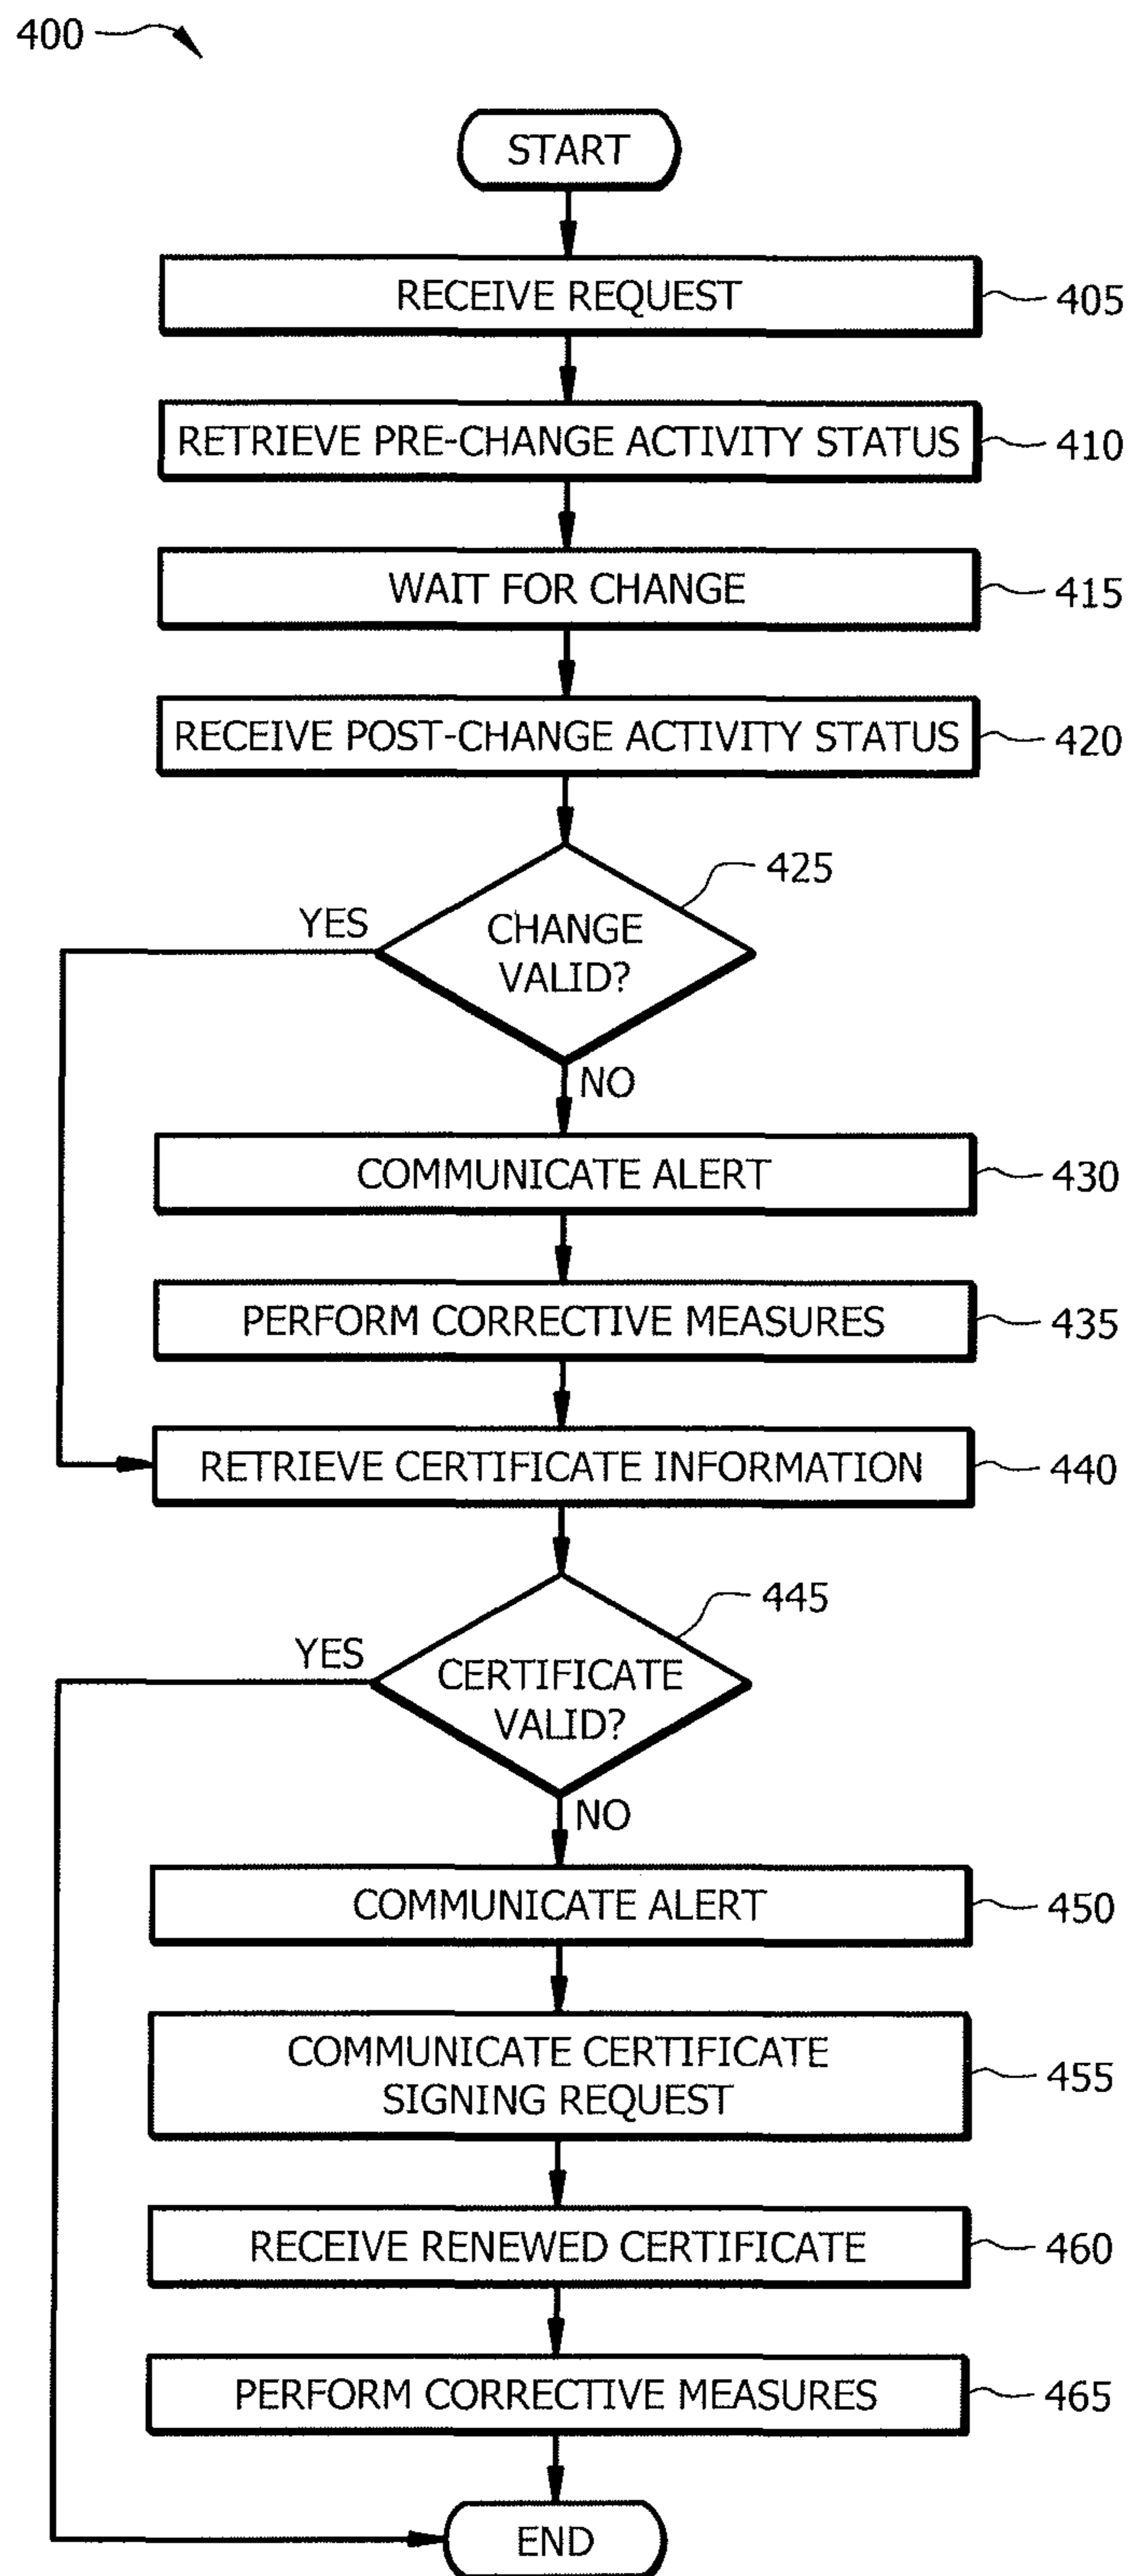 400
START
RECEIVE REQUEST
405
RETRIEVE PRE-CHANGE ACTIVITY STATUS
410
WAIT FOR CHANGE
415
RECEIVE POST-CHANGE ACTIVITY STATUS
420
425
YES
CHANGE
VALID?
NO
COMMUNICATE ALERT
430
PERFORM CORRECTIVE MEASURES
435
RETRIEVE CERTIFICATE INFORMATION
440
445
YES
CERTIFICATE
VALID?
NO
COMMUNICATE ALERT
450
COMMUNICATE CERTIFICATE
SIGNING REQUEST
455
RECEIVE RENEWED CERTIFICATE
460
PERFORM CORRECTIVE MEASURES
465
END